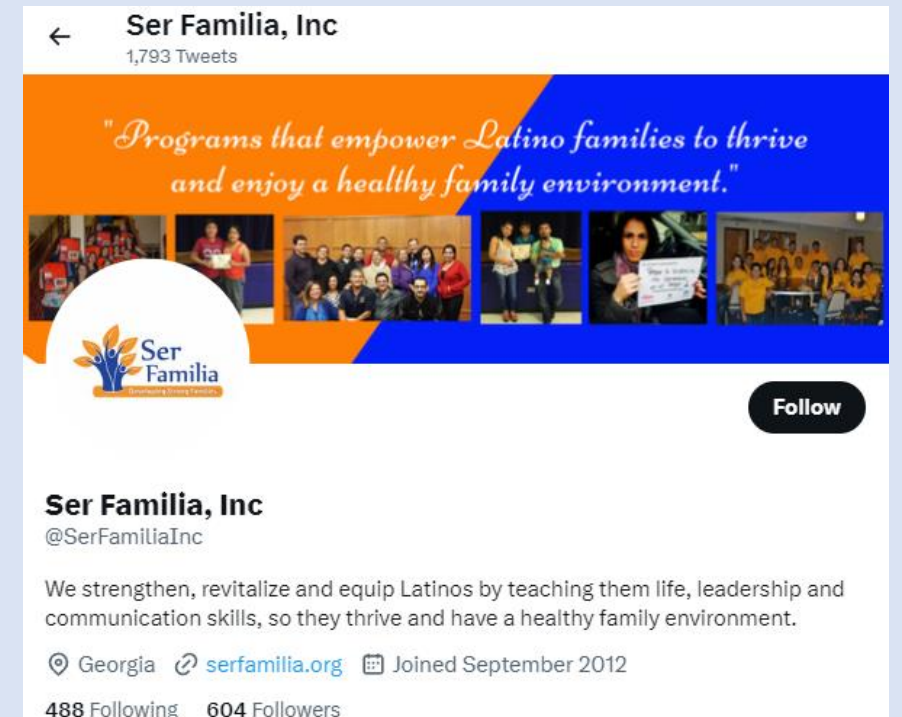 Ser Familia, Inc
1,793 Tweets
"Programs that empower Latino families to thrive
and enjoy a healthy family environment."
Ser
Familia
Developing Strong Families
Follow
Ser Familia, Inc
@SerFamiliaInc
We strengthen, revitalize and equip Latinos by teaching them life, leadership and
communication skills, so they thrive and have a healthy family environment.
Georgia serfamilia.org Joined September 2012
488 Following 604 Followers